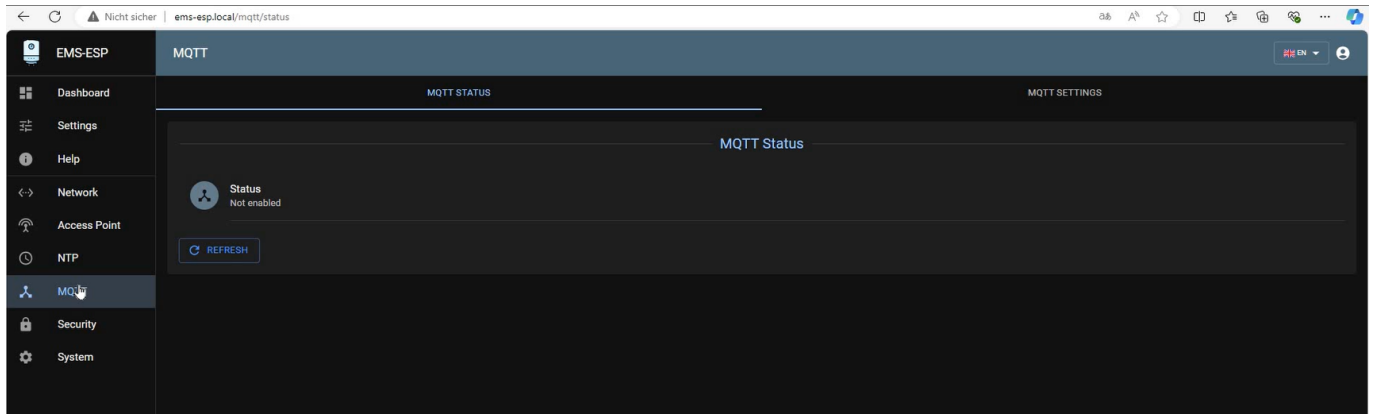 Nicht sicher | ems-esp.local/mqtt/status
EMS-ESP
MQTT
EN
Dashboard
MQTT STATUS
MQTT SETTINGS
Settings
Help
MQTT Status
Network
Status
Not enabled
Access Point
REFRESH
NTP
Security
System